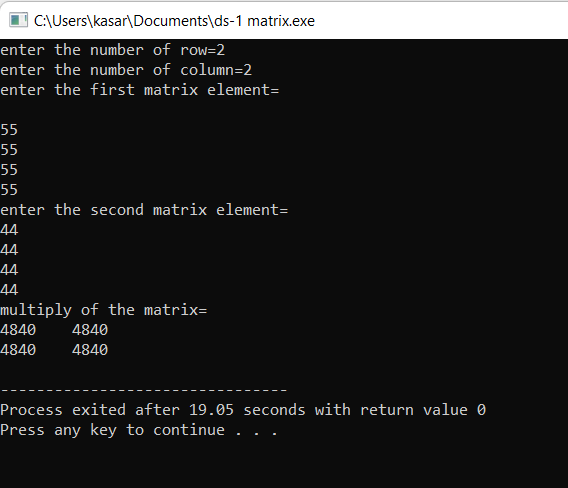 C:\Users\kasar\Documents\ds-1 matrix.exe
enter the number of row=2
enter the number of column=2
enter the first matrix element=
55
55
55
55
enter the second matrix element=
44
44
44
44
multiply of the matrix=
4840    4840
4840    4840
--------------------------------
Process exited after 19.05 seconds with return value 0
Press any key to continue . . .